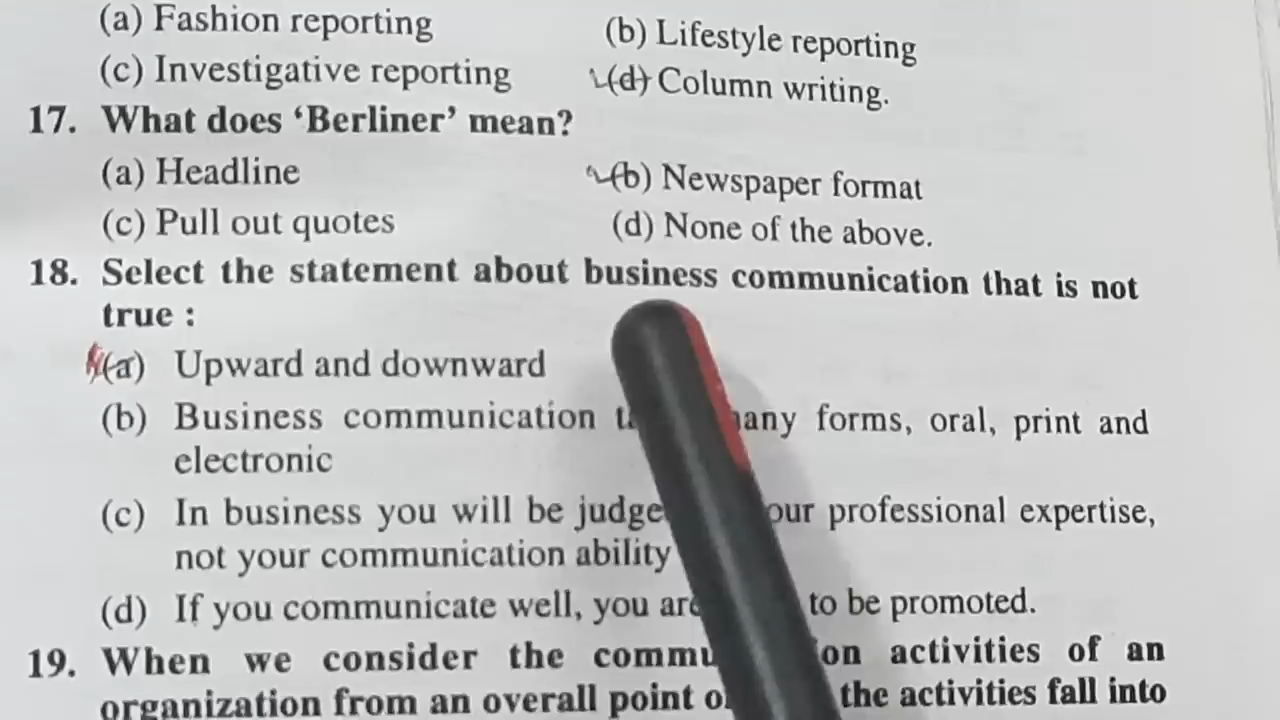 (a) Fashion reporting (b) Lifestyle reporting
(c) Investigative reporting (d) Column writing.
17. What does ‘Berliner’ mean?
(a) Headline (b) Newspaper format
(c) Pull out quotes (d) None of the above.
18. Select the statement about business communication that is not
true :
(a) Upward and downward
(b) Business communication any forms, oral, print and
electronic
(c) In business you will be judge our professional expertise,
not your communication ability
(d) If you communicate well, you are to be promoted.
19. When we consider the commu on activities of an
organization from an overall point o the activities fall into